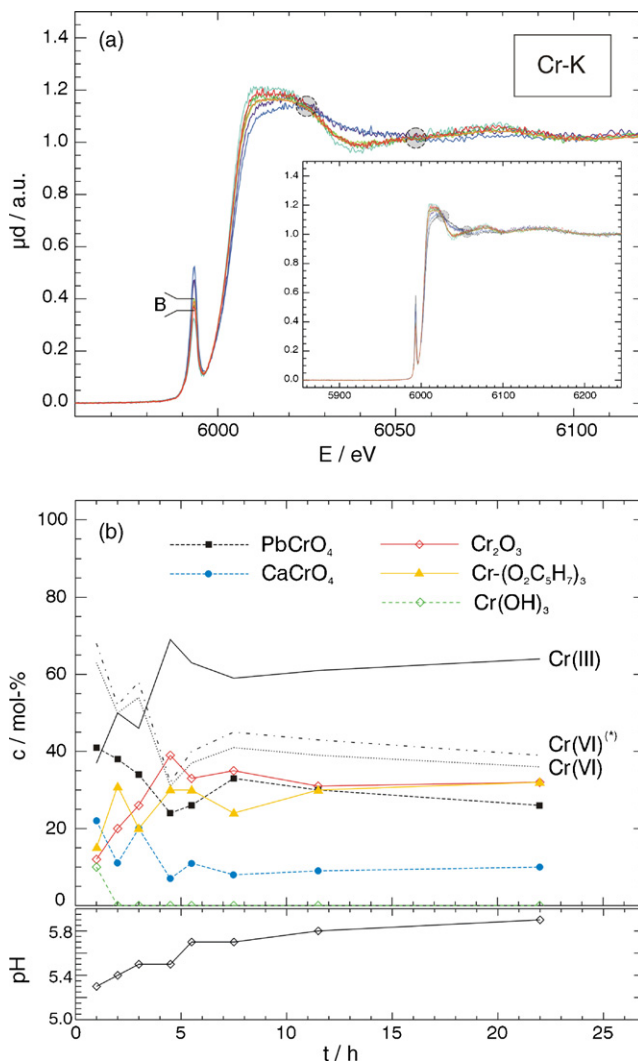 (a)
Cr-K
1.4
1.2
1.0
0.8
0.6
0.4
0.2
0.0
μd / a.u.
B
1.4
1.2
1.0
0.8
0.6
0.4
0.2
0.0
5900 6000 6100 6200
6000 6050 6100
E / eV
(b)
100
80
60
40
20
0
c / mol-%
PbCrO₄
CaCrO₄
Cr₂O₃
Cr-(O₂C₅H₇)₃
Cr(OH)₃
Cr(III)
Cr(VI)⁽*⁾
Cr(VI)
5.8
5.4
5.0
pH
0 5 10 15 20 25
t / h